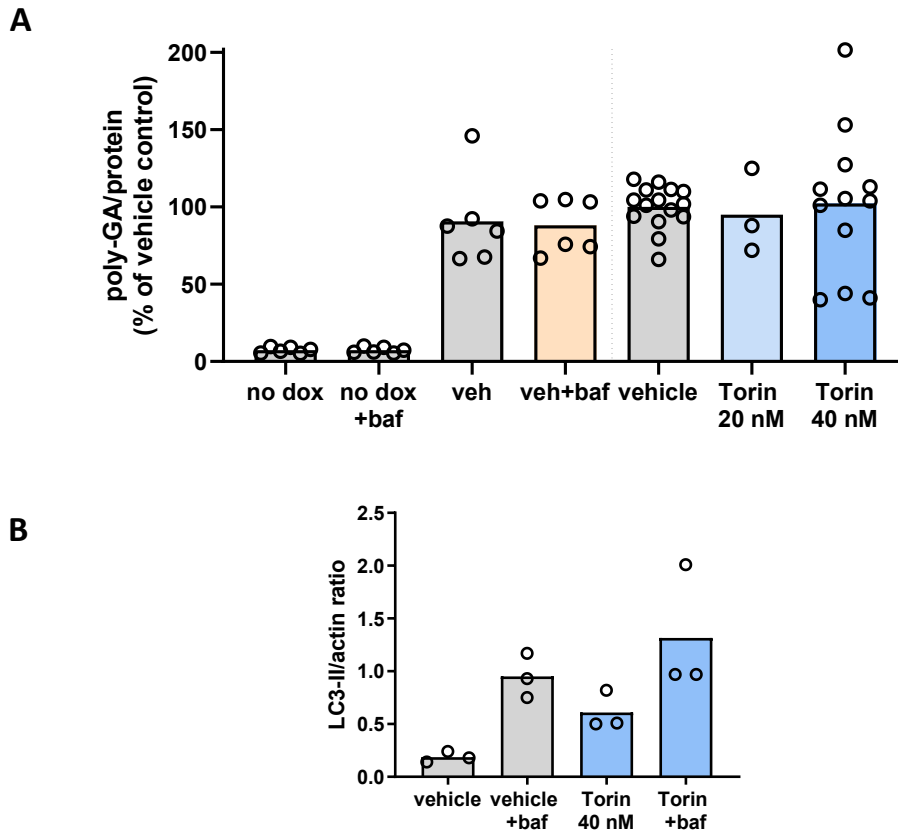 A
poly-GA/protein
(% of vehicle control)
200
150
100
50
0
no dox
no dox
+baf
veh
veh+baf
vehicle
Torin
20 nM
Torin
40 nM
B
LC3-II/actin ratio
2.5
2.0
1.5
1.0
0.5
0.0
vehicle
vehicle
+baf
Torin
40 nM
Torin
+baf